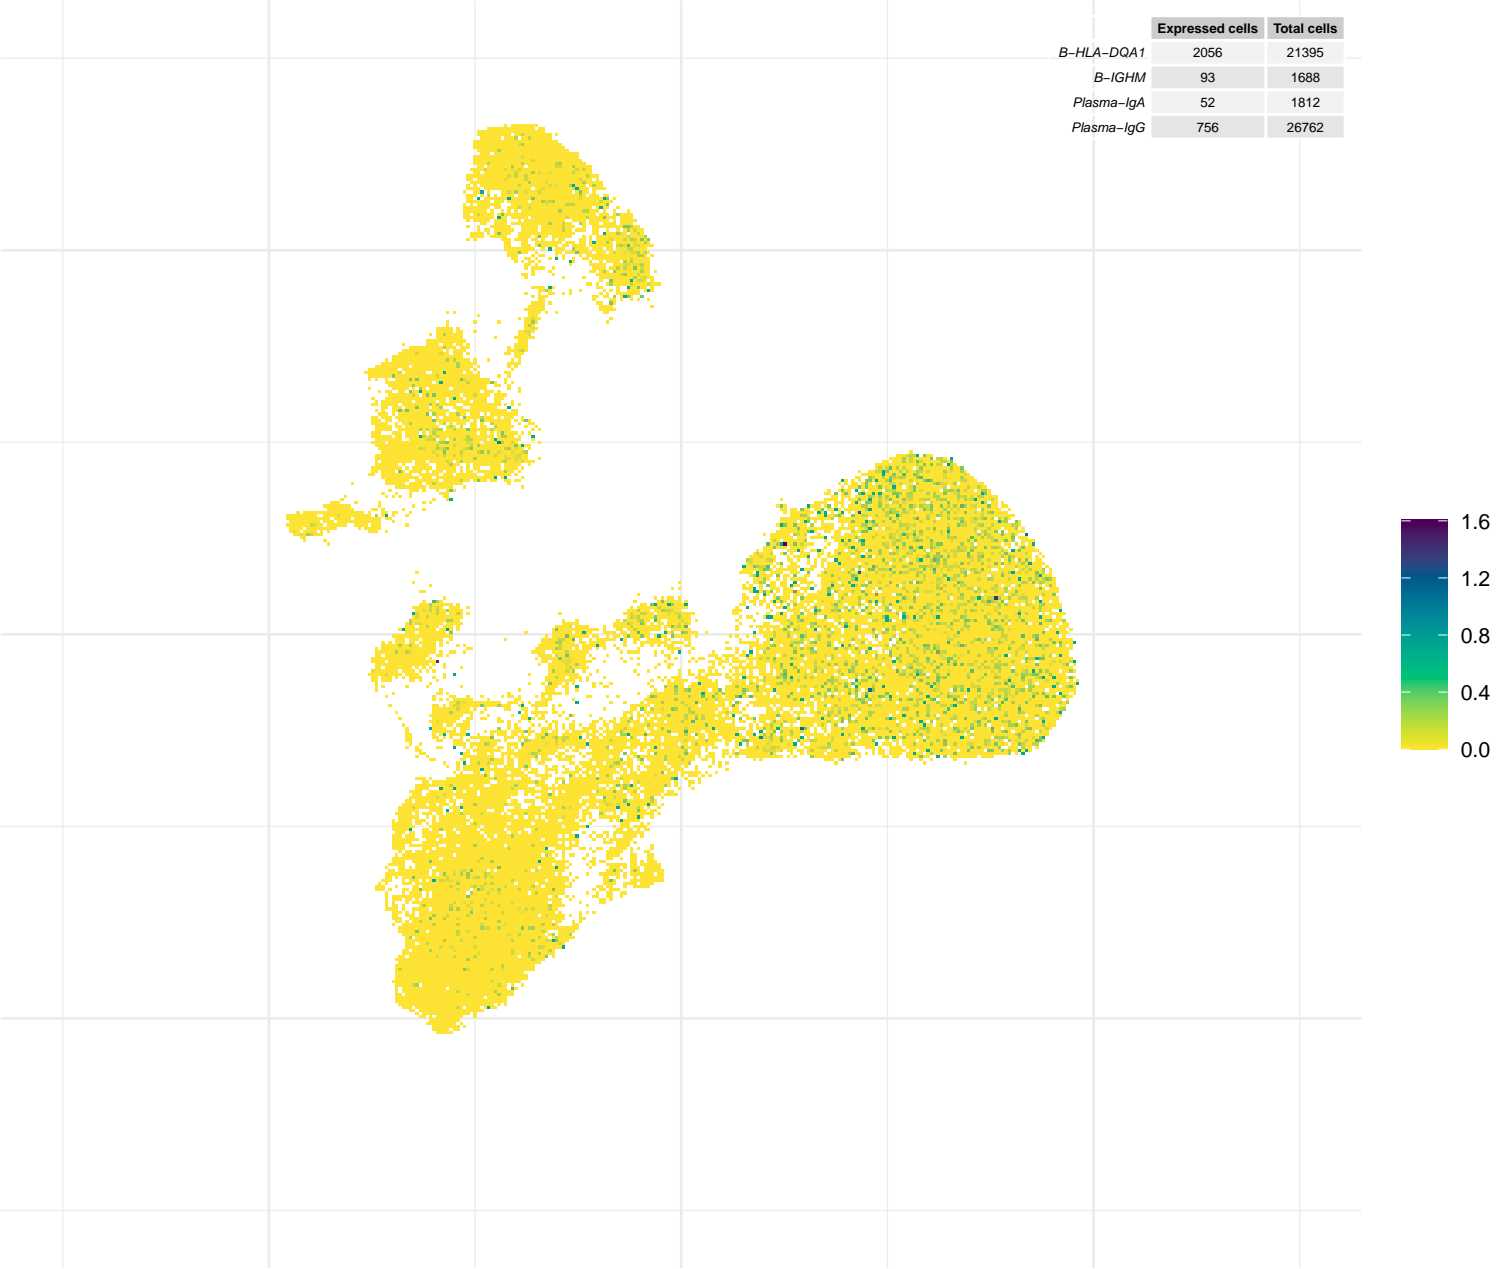 Expressed cells Total cells
B−HLA−DQA1 2056 21395
B−IGHM 93 1688
Plasma−IgA 52 1812
Plasma−IgG 756 26762
1.6
1.2
0.8
0.4
0.0